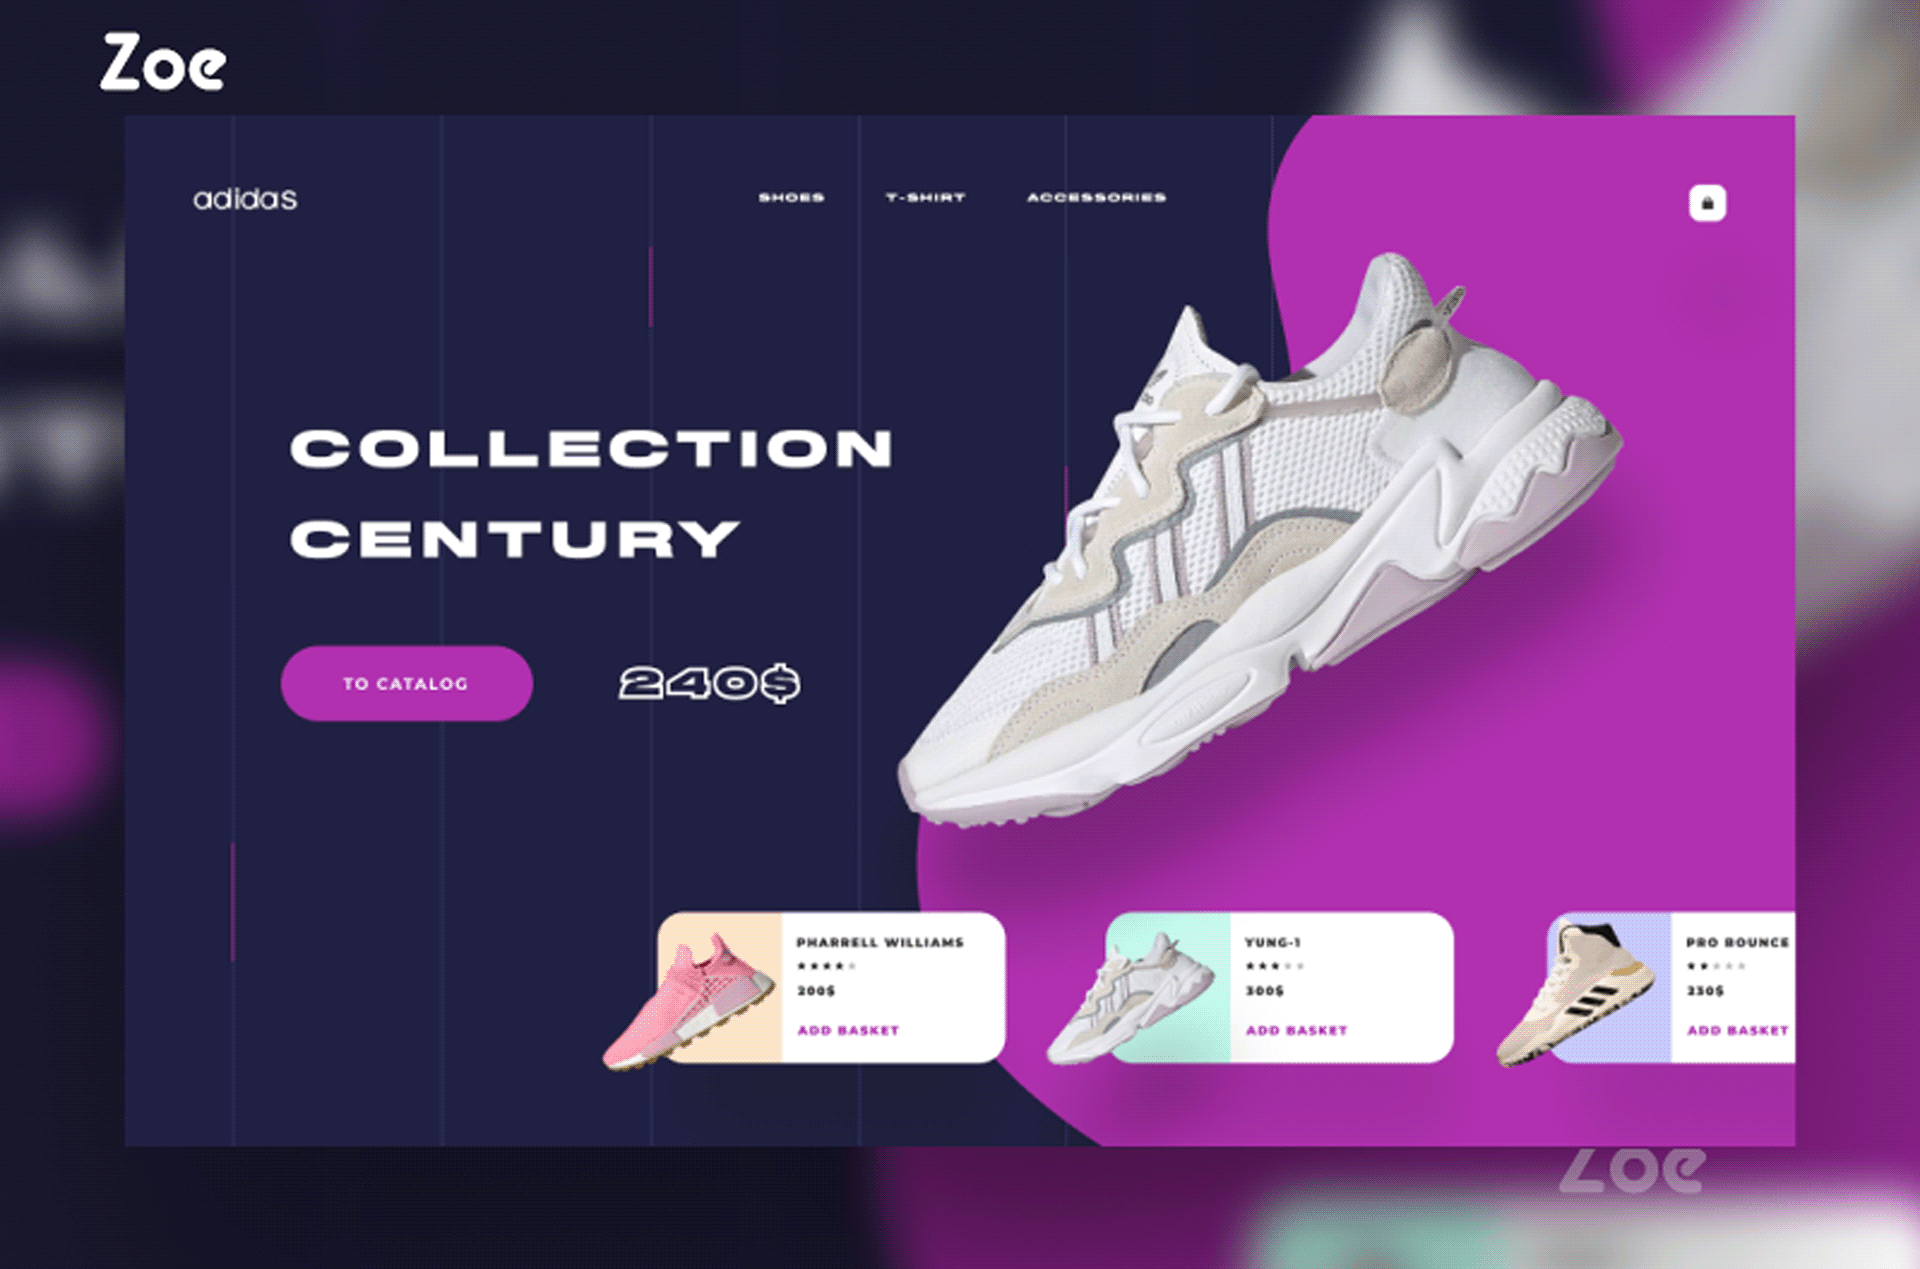 Zoe
adidas
SHOES
T-SHIRT
ACCESSORIES
COLLECTION
CENTURY
TO CATALOG
240$
PHARRELL WILLIAMS
200$
ADD BASKET
YUNG-1
300$
ADD BASKET
PRO BOUNCE
230$
ADD BASKET
Zoe